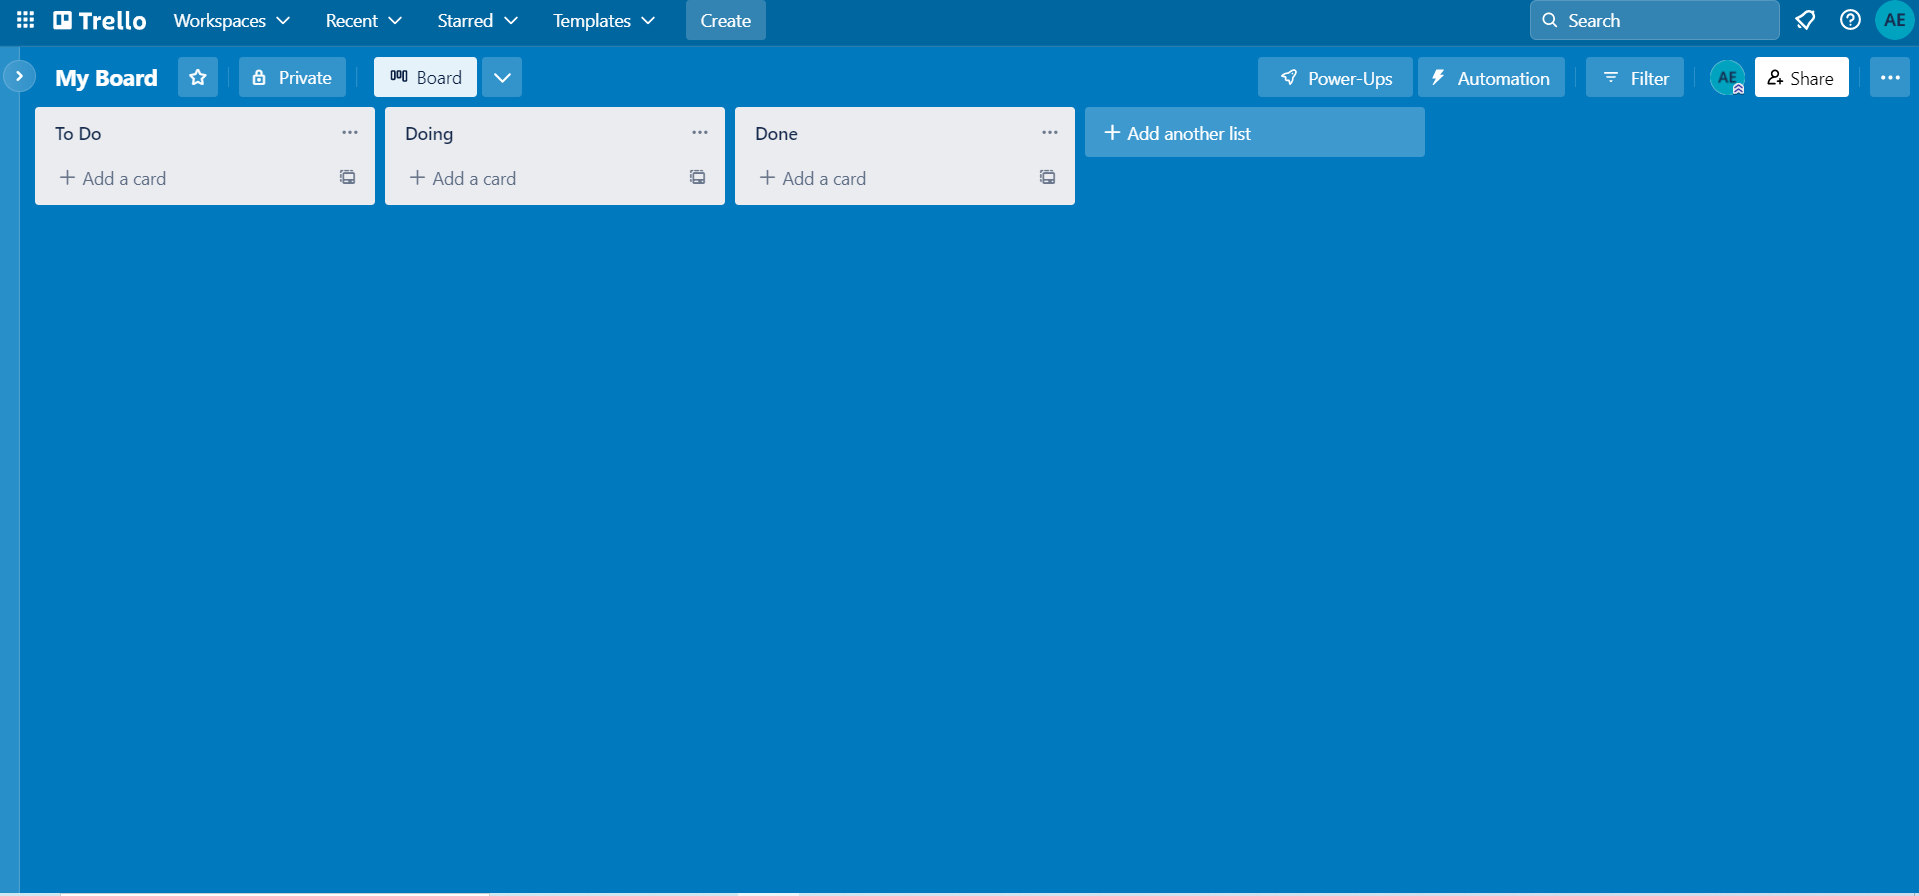 Trello Workspaces Recent Starred Templates Create Search AE
My Board Private Board Power-Ups Automation Filter AE Share
To Do Doing Done + Add another list
+ Add a card + Add a card + Add a card